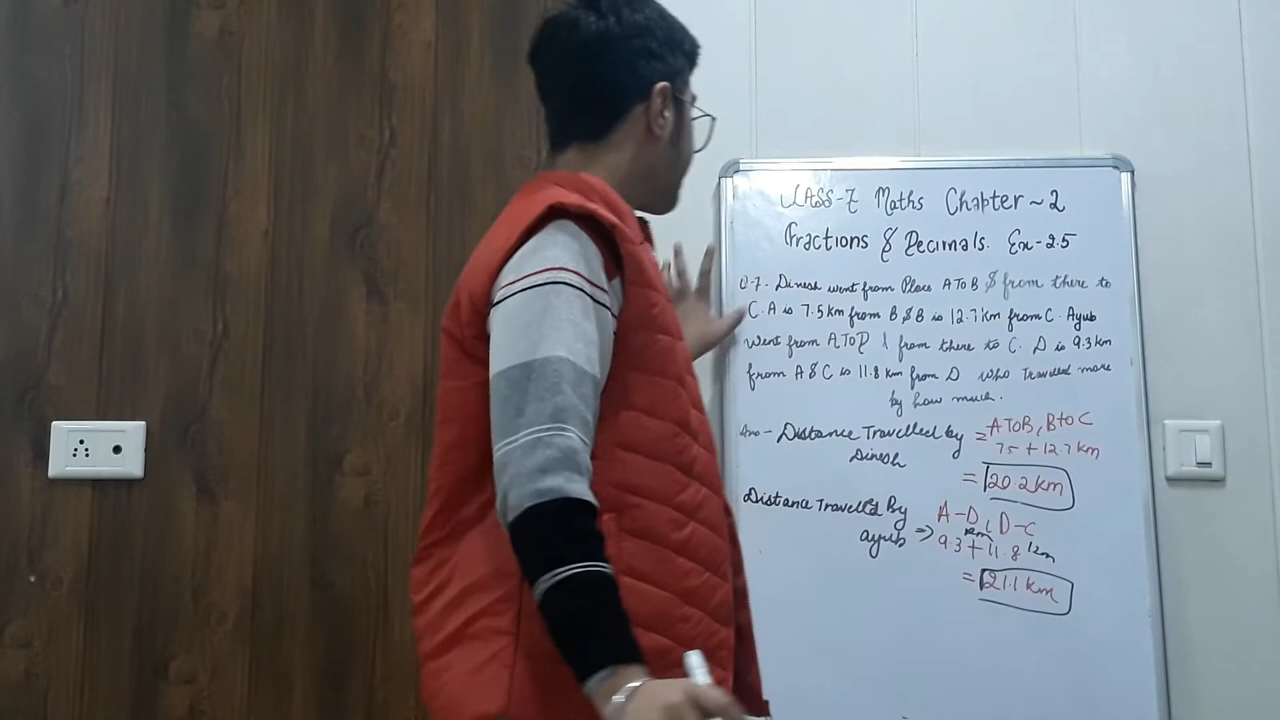 CLASS-7 Maths Chapter ~ 2
Fractions & Decimals. Ex-2.5
Q-7. Dinesh went from Place A To B & from there to
C. A is 7.5 km from B & B is 12.7 km from C. Ayub
Went from A To D & from there to C. D is 9.3 km
from A & C is 11.8 km from D who Travelled more
by how much.
Ans - Distance Travelled by Dinesh = A To B, B to C
7.5 + 12.7 km
= 20.2 km
Distance Travelled By ayub => A-D, D-C
9.3 km + 11.8 km
= 21.1 km